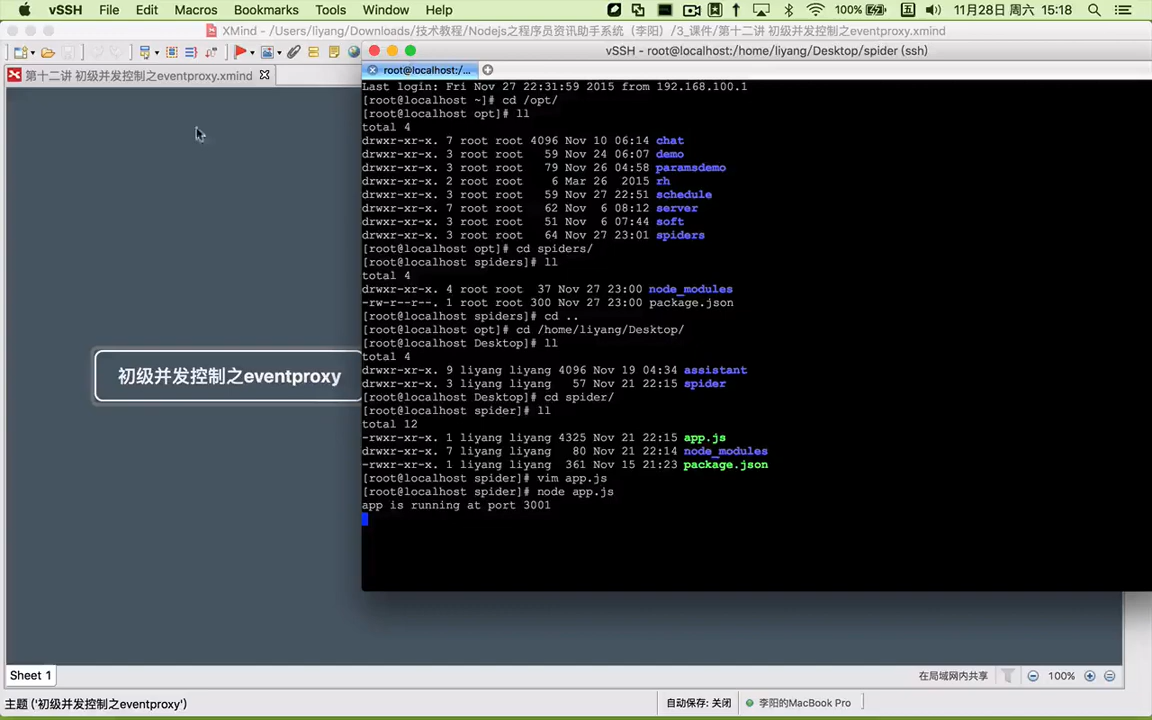 vSSH File Edit Macros Bookmarks Tools Window Help 100% 五 11月28日 周六 15:18
XMind - /Users/liyang/Downloads/技术教程/Nodejs之程序员资讯助手系统（李阳）/3_课件/第十二讲 初级并发控制之eventproxy.xmind
vSSH - root@localhost:/home/liyang/Desktop/spider (ssh)
第十二讲 初级并发控制之eventproxy.xmind
root@localhost:/...
Last login: Fri Nov 27 22:31:59 2015 from 192.168.100.1
[root@localhost ~]# cd /opt/
[root@localhost opt]# ll
total 4
drwxr-xr-x. 7 root root 4096 Nov 10 06:14 chat
drwxr-xr-x. 3 root root 59 Nov 24 06:07 demo
drwxr-xr-x. 3 root root 79 Nov 26 04:58 paramsdemo
drwxr-xr-x. 2 root root 6 Mar 26 2015 rh
drwxr-xr-x. 3 root root 59 Nov 27 22:51 schedule
drwxr-xr-x. 7 root root 62 Nov 6 08:12 server
drwxr-xr-x. 3 root root 51 Nov 6 07:44 soft
drwxr-xr-x. 3 root root 64 Nov 27 23:01 spiders
[root@localhost opt]# cd spiders/
[root@localhost spiders]# ll
total 4
drwxr-xr-x. 4 root root 37 Nov 27 23:00 node_modules
-rw-r--r--. 1 root root 300 Nov 27 23:00 package.json
[root@localhost spiders]# cd ..
[root@localhost opt]# cd /home/liyang/Desktop/
[root@localhost Desktop]# ll
total 4
drwxr-xr-x. 9 liyang liyang 4096 Nov 19 04:34 assistant
drwxr-xr-x. 3 liyang liyang 57 Nov 21 22:15 spider
[root@localhost Desktop]# cd spider/
[root@localhost spider]# ll
total 12
-rwxr-xr-x. 1 liyang liyang 4325 Nov 21 22:15 app.js
drwxr-xr-x. 7 liyang liyang 80 Nov 21 22:14 node_modules
-rwxr-xr-x. 1 liyang liyang 361 Nov 15 21:23 package.json
[root@localhost spider]# vim app.js
[root@localhost spider]# node app.js
app is running at port 3001
初级并发控制之eventproxy
Sheet 1
在局域网内共享 100%
主题 ('初级并发控制之eventproxy')
自动保存: 关闭
李阳的MacBook Pro